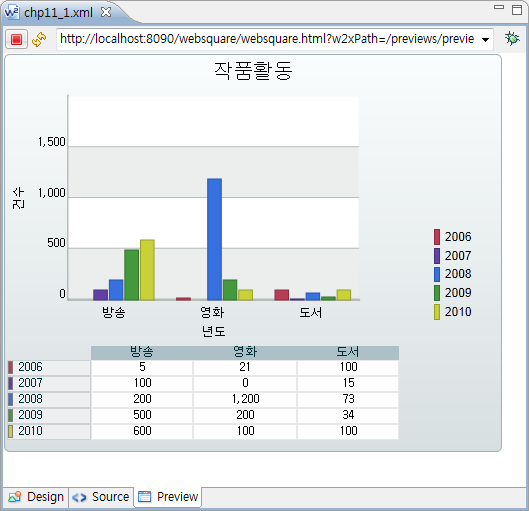 chp11_1.xml
http://localhost:8090/websquare/websquare.html?w2xPath=/previews/previe
작품활동
1,500
1,000
500
0
건수
방송 영화 도서
년도
2006
2007
2008
2009
2010
방송 영화 도서
2006 5 21 100
2007 100 0 15
2008 200 1,200 73
2009 500 200 34
2010 600 100 100
Design Source Preview